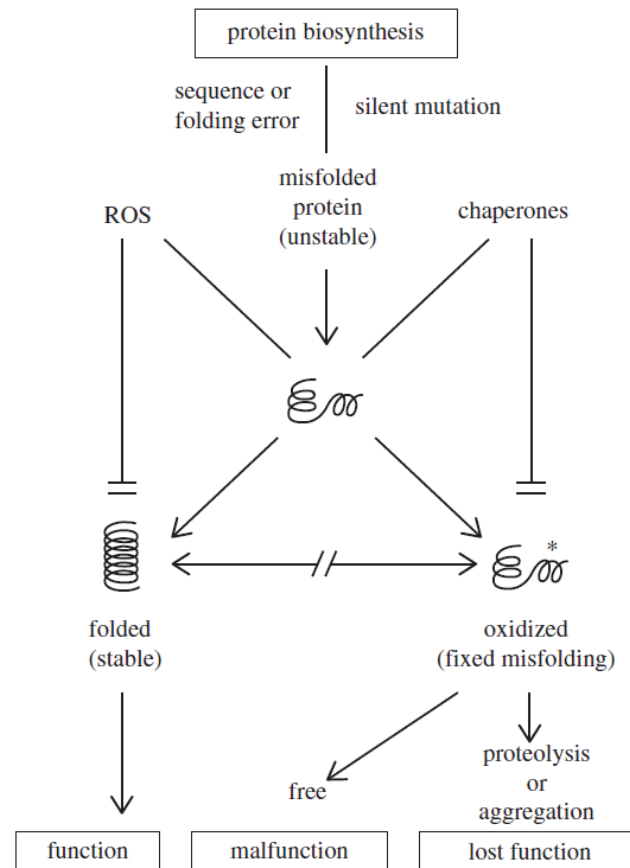 protein biosynthesis
sequence or
folding error
silent mutation
misfolded
protein
(unstable)
ROS
chaperones
*
folded
(stable)
oxidized
(fixed misfolding)
free
proteolysis
or
aggregation
function
malfunction
lost function